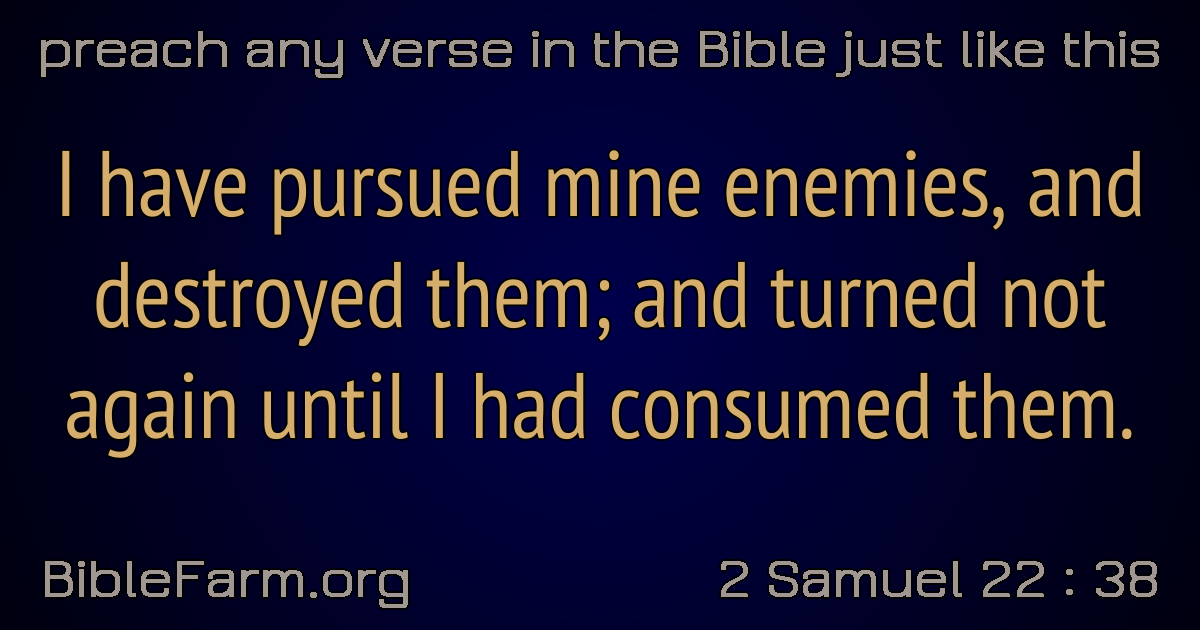 preach any verse in the Bible just like this
I have pursued mine enemies, and
destroyed them; and turned not
again until I had consumed them.
BibleFarm.org
2 Samuel 22 : 38